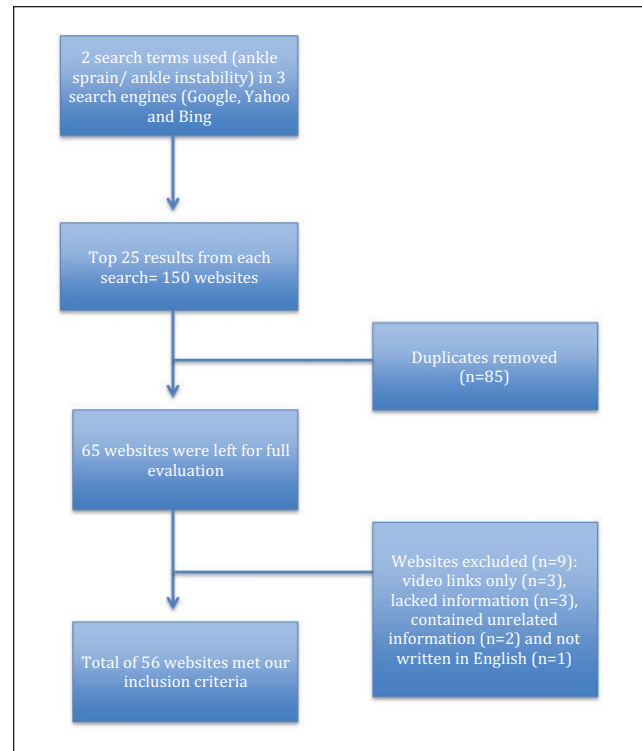 2 search terms used (ankle
sprain/ ankle instability) in 3
search engines (Google, Yahoo
and Bing
Top 25 results from each
search= 150 websites
Duplicates removed
(n=85)
65 websites were left for full
evaluation
Websites excluded (n=9):
video links only (n=3),
lacked information (n=3),
contained unrelated
information (n=2) and not
written in English (n=1)
Total of 56 websites met our
inclusion criteria